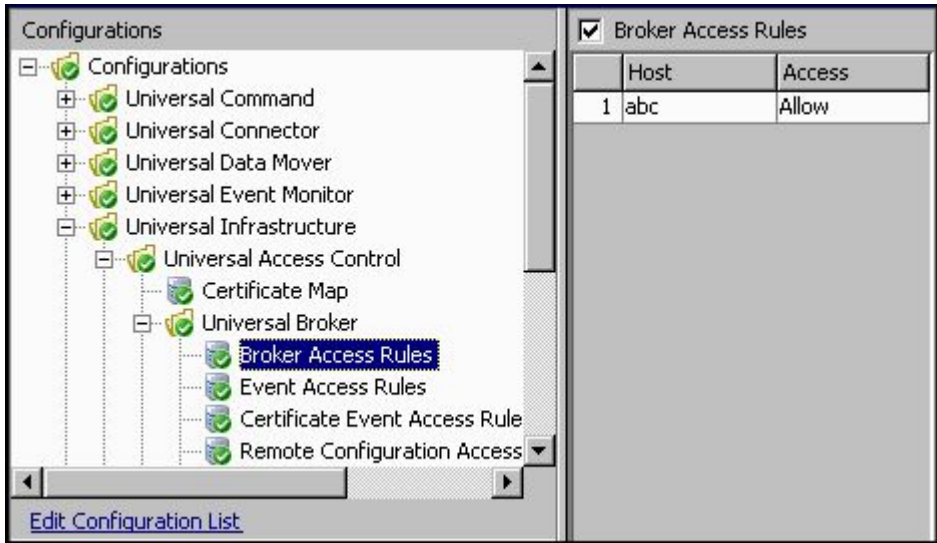 Configurations
Configurations
Universal Command
Universal Connector
Universal Data Mover
Universal Event Monitor
Universal Infrastructure
Universal Access Control
Certificate Map
Universal Broker
Broker Access Rules
Event Access Rules
Certificate Event Access Rule
Remote Configuration Access
Edit Configuration List
Broker Access Rules
Host Access
1 abc Allow